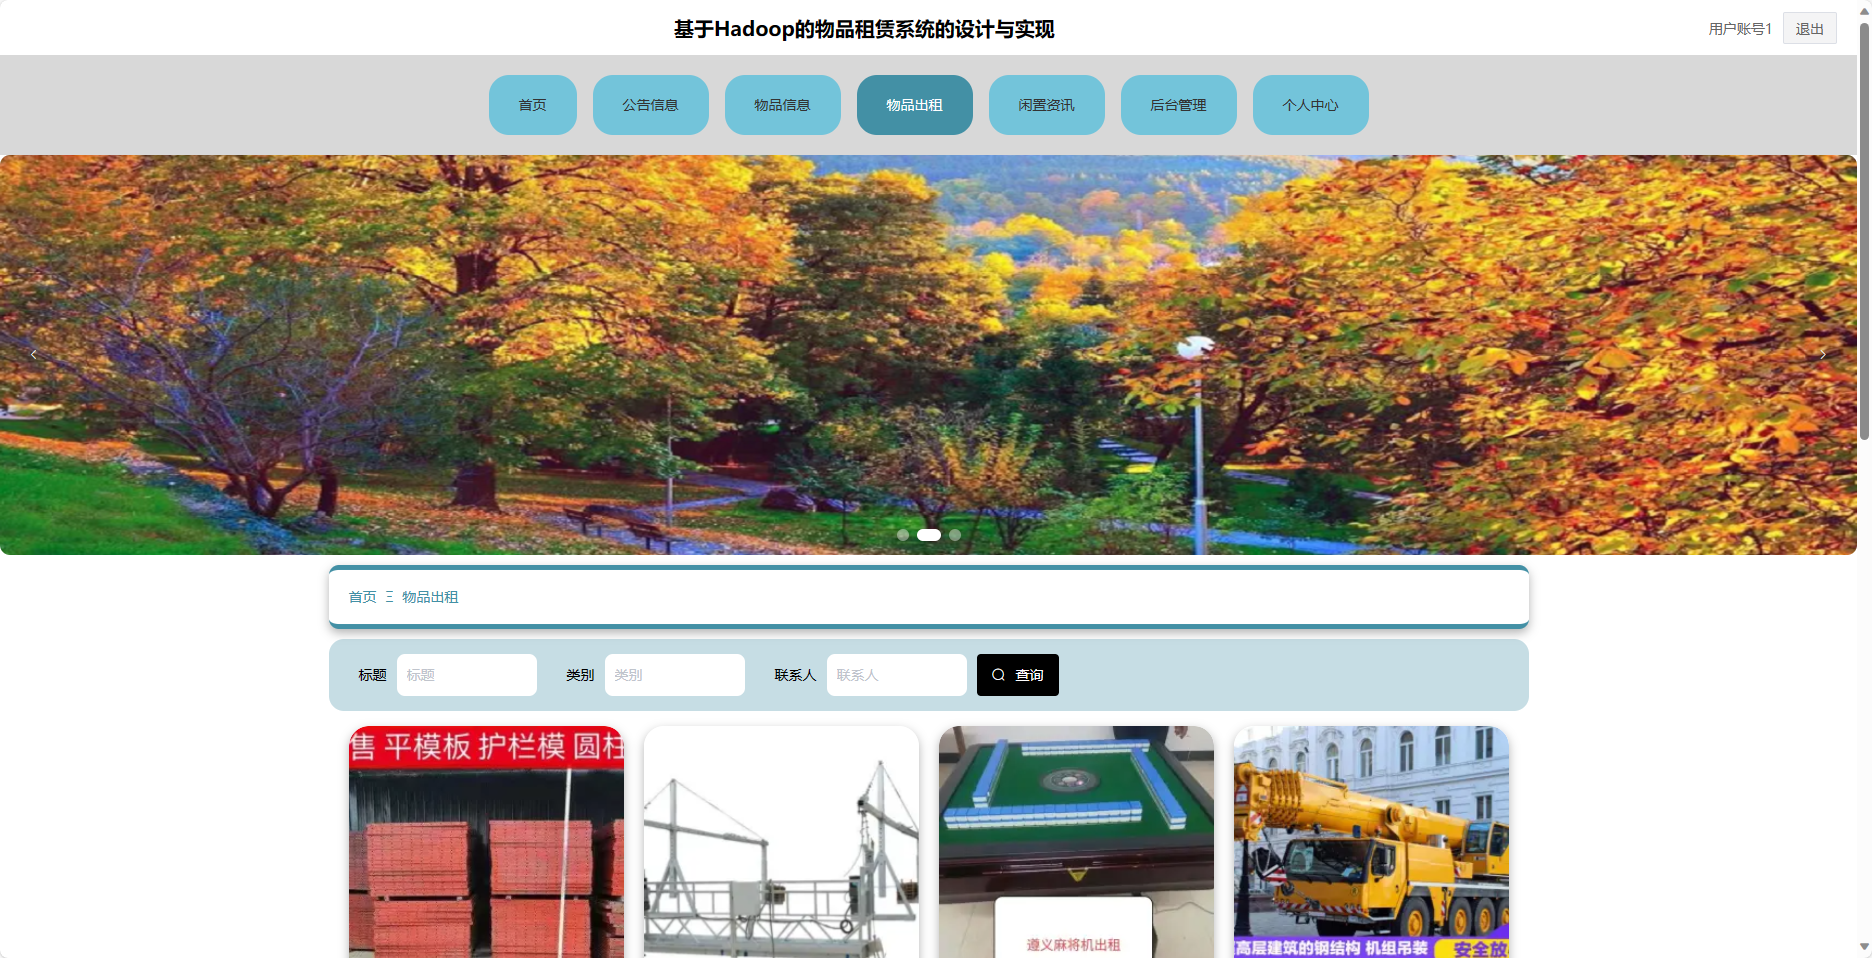 基于Hadoop的物品租赁系统的设计与实现
用户账号1 退出
首页 公告信息 物品信息 物品出租 闲置资讯 后台管理 个人中心
首页 Ξ 物品出租
标题 标题 类别 类别 联系人 联系人 查询
售 平模板 护栏模 圆柱
遵义麻将机出租
高层建筑的钢结构 机组吊装 安全放